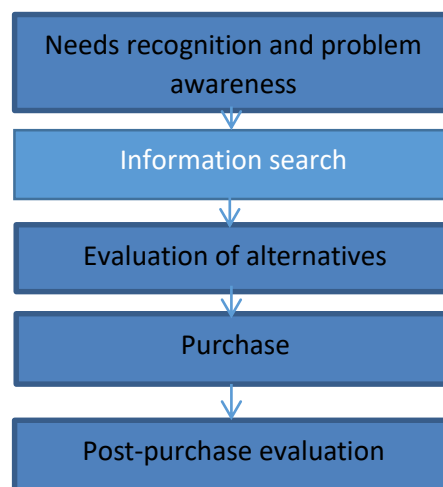 Needs recognition and problem
awareness
Information search
Evaluation of alternatives
Purchase
Post-purchase evaluation